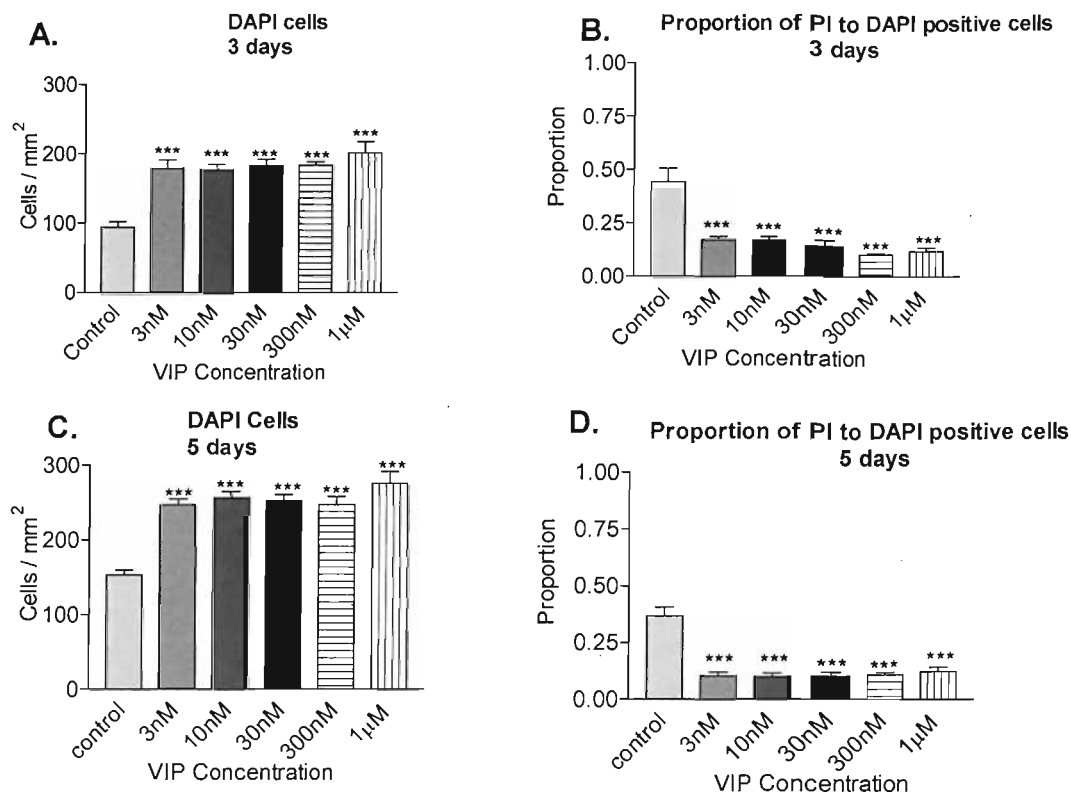 A.
DAPI cells
3 days
300
200
100
0
Cells / mm²
***
***
***
***
***
Control
3nM
10nM
30nM
300nM
1µM
VIP Concentration
B.
Proportion of PI to DAPI positive cells
3 days
1.00
0.75
0.50
0.25
0.00
Proportion
***
***
***
***
***
Control
3nM
10nM
30nM
300nM
1µM
VIP Concentration
C.
DAPI Cells
5 days
300
200
100
0
Cells / mm²
***
***
***
***
***
control
3nM
10nM
30nM
300nM
1µM
VIP Concentration
D.
Proportion of PI to DAPI positive cells
5 days
1.00
0.75
0.50
0.25
0.00
Proportion
***
***
***
***
***
control
3nM
10nM
30nM
300nM
1µM
VIP Concentration